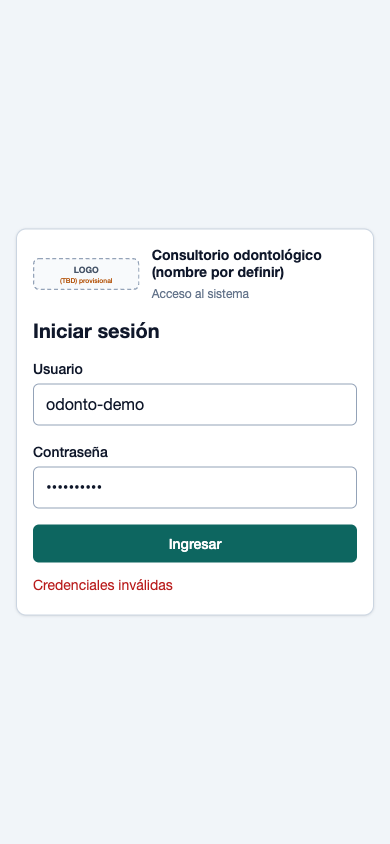 LOGO
(TBD) provisional
Consultorio odontológico
(nombre por definir)
Acceso al sistema
Iniciar sesión
Usuario
odonto-demo
Contraseña
••••••••••
Ingresar
Credenciales inválidas